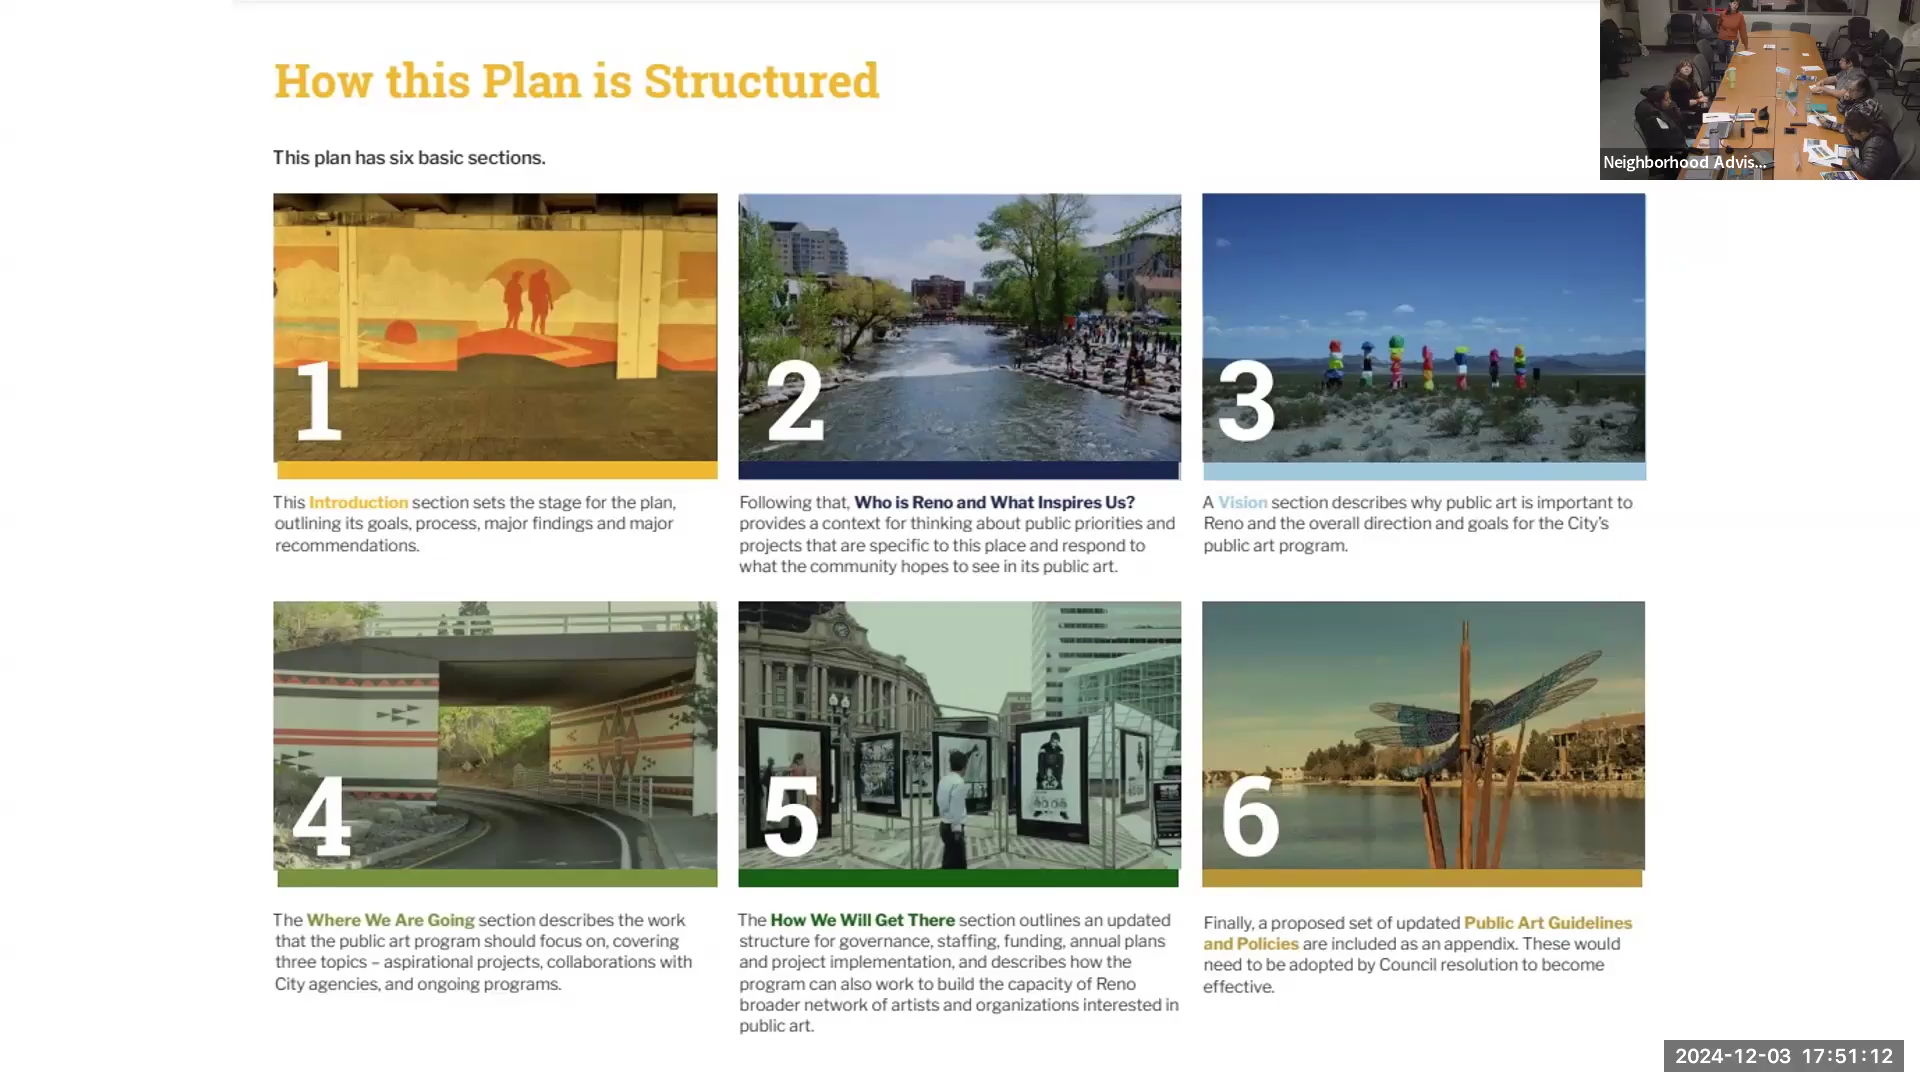 How this Plan is Structured
Neighborhood Advis...
This plan has six basic sections.
1
2
3
This Introduction section sets the stage for the plan,
outlining its goals, process, major findings and major
recommendations.
Following that, Who is Reno and What Inspires Us?
provides a context for thinking about public priorities and
projects that are specific to this place and respond to
what the community hopes to see in its public art.
A Vision section describes why public art is important to
Reno and the overall direction and goals for the City's
public art program.
4
5
6
The Where We Are Going section describes the work
that the public art program should focus on, covering
three topics – aspirational projects, collaborations with
City agencies, and ongoing programs.
The How We Will Get There section outlines an updated
structure for governance, staffing, funding, annual plans
and project implementation, and describes how the
program can also work to build the capacity of Reno
broader network of artists and organizations interested in
public art.
Finally, a proposed set of updated Public Art Guidelines
and Policies are included as an appendix. These would
need to be adopted by Council resolution to become
effective.
2024-12-03 17:51:12